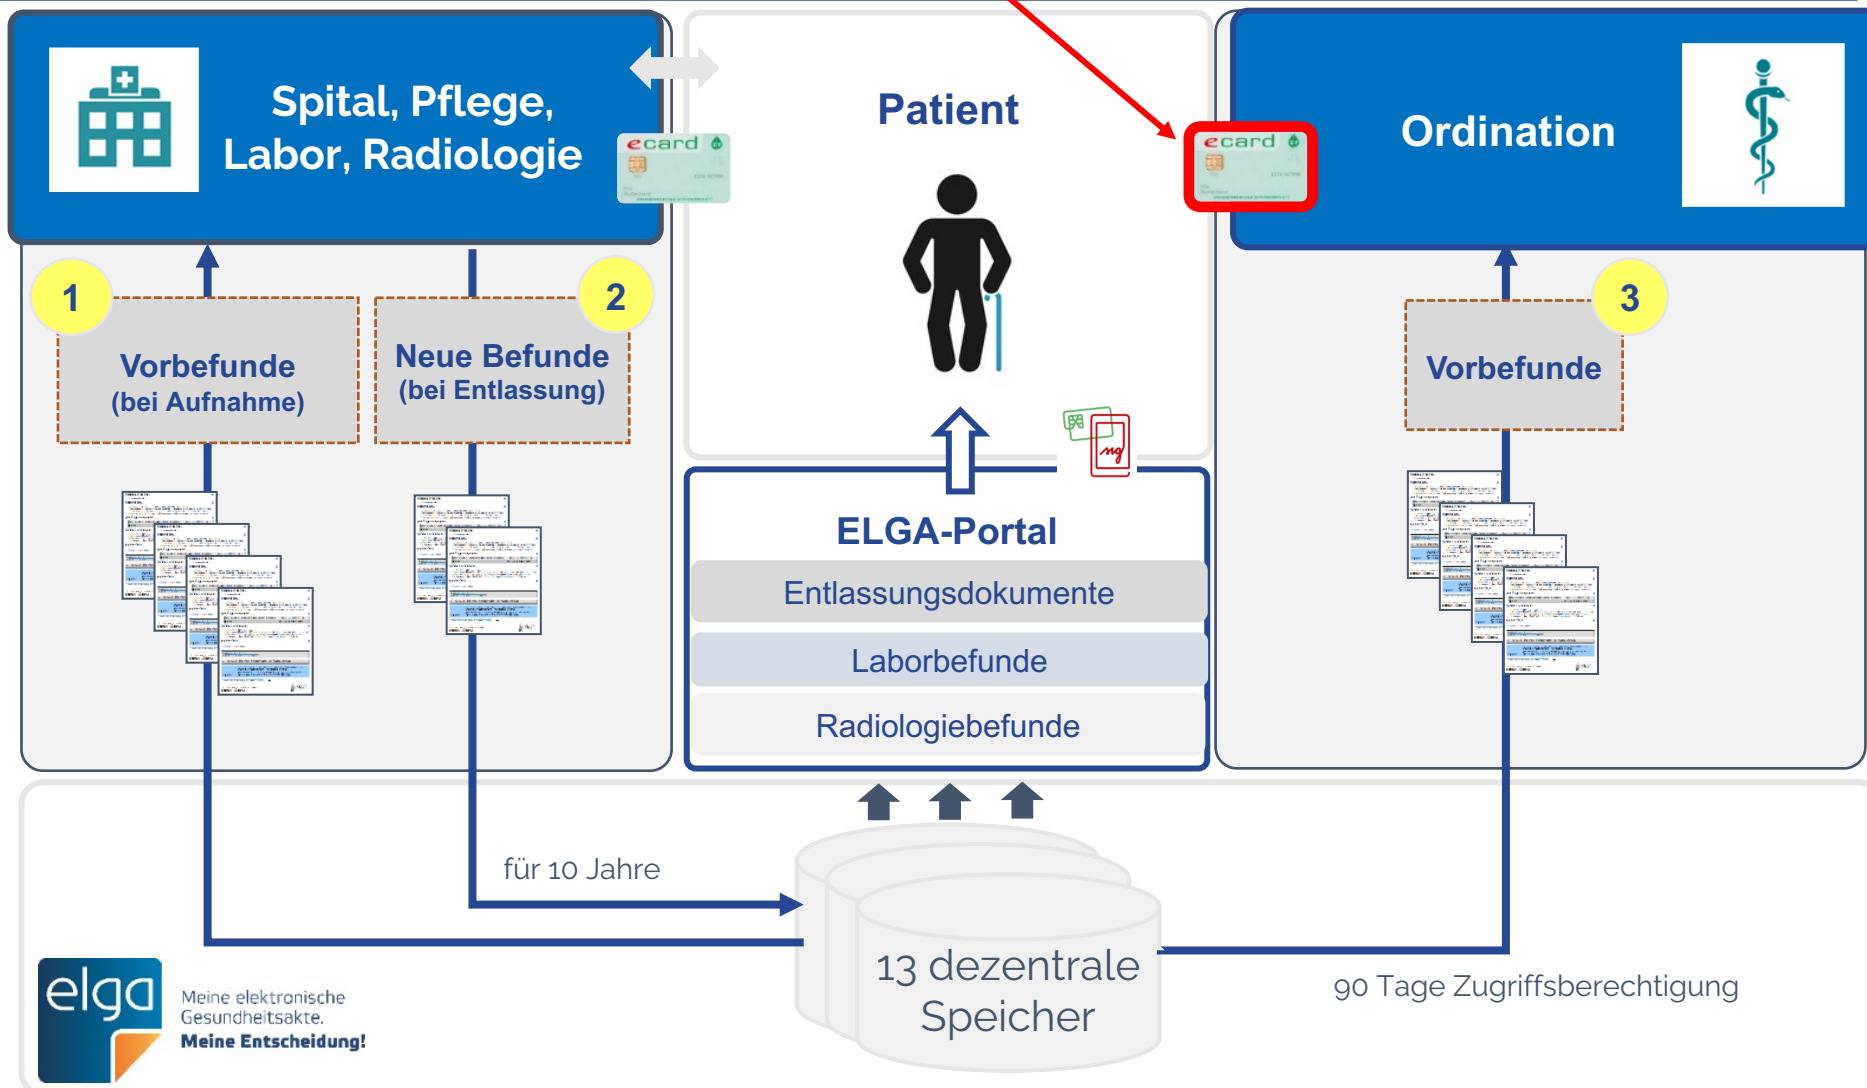 Spital, Pflege,
Labor, Radiologie
ecard
Patient
ecard
Ordination
1
Vorbefunde
(bei Aufnahme)
2
Neue Befunde
(bei Entlassung)
3
Vorbefunde
ELGA-Portal
Entlassungsdokumente
Laborbefunde
Radiologiebefunde
für 10 Jahre
13 dezentrale
Speicher
90 Tage Zugriffsberechtigung
elga
Meine elektronische
Gesundheitsakte.
Meine Entscheidung!